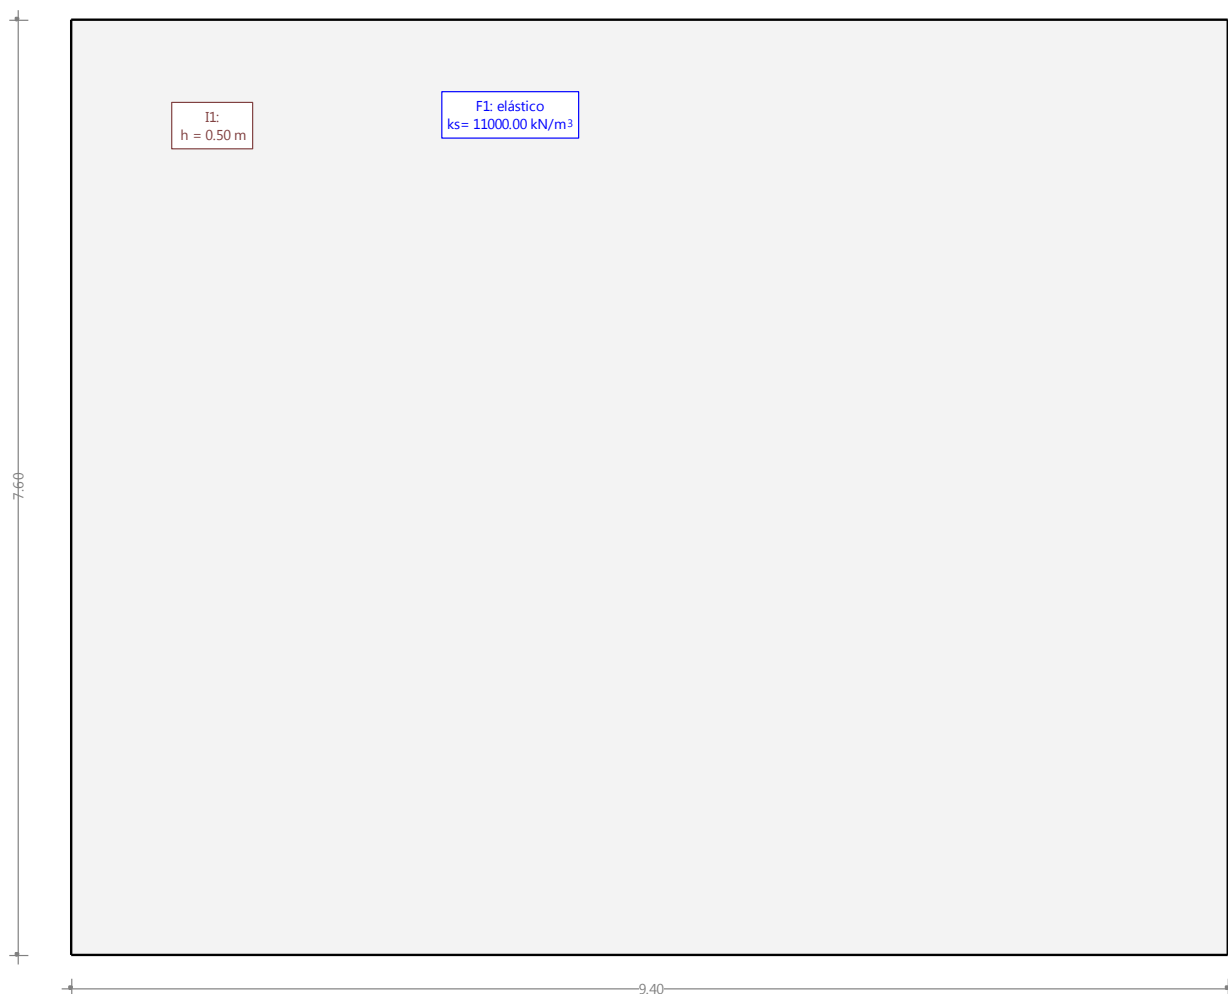 I1:
h = 0.50 m
F1: elástico
ks= 11000.00 kN/m³
7.60
9.40